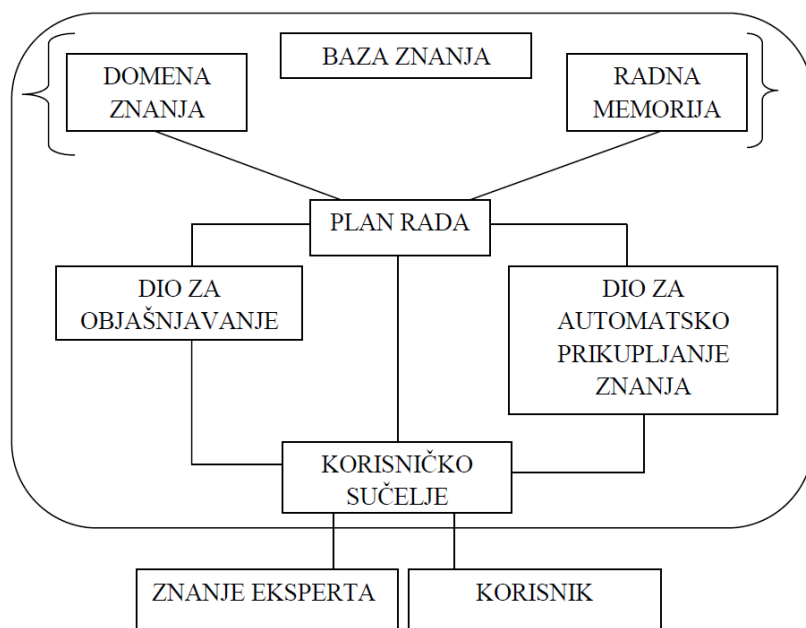 BAZA ZNANJA
DOMENA
ZNANJA
RADNA
MEMORIJA
PLAN RADA
DIO ZA
OBJAŠNJAVANJE
DIO ZA
AUTOMATSKO
PRIKUPLJANJE
ZNANJA
KORISNIČKO
SUČELJE
ZNANJE EKSPERTA
KORISNIK